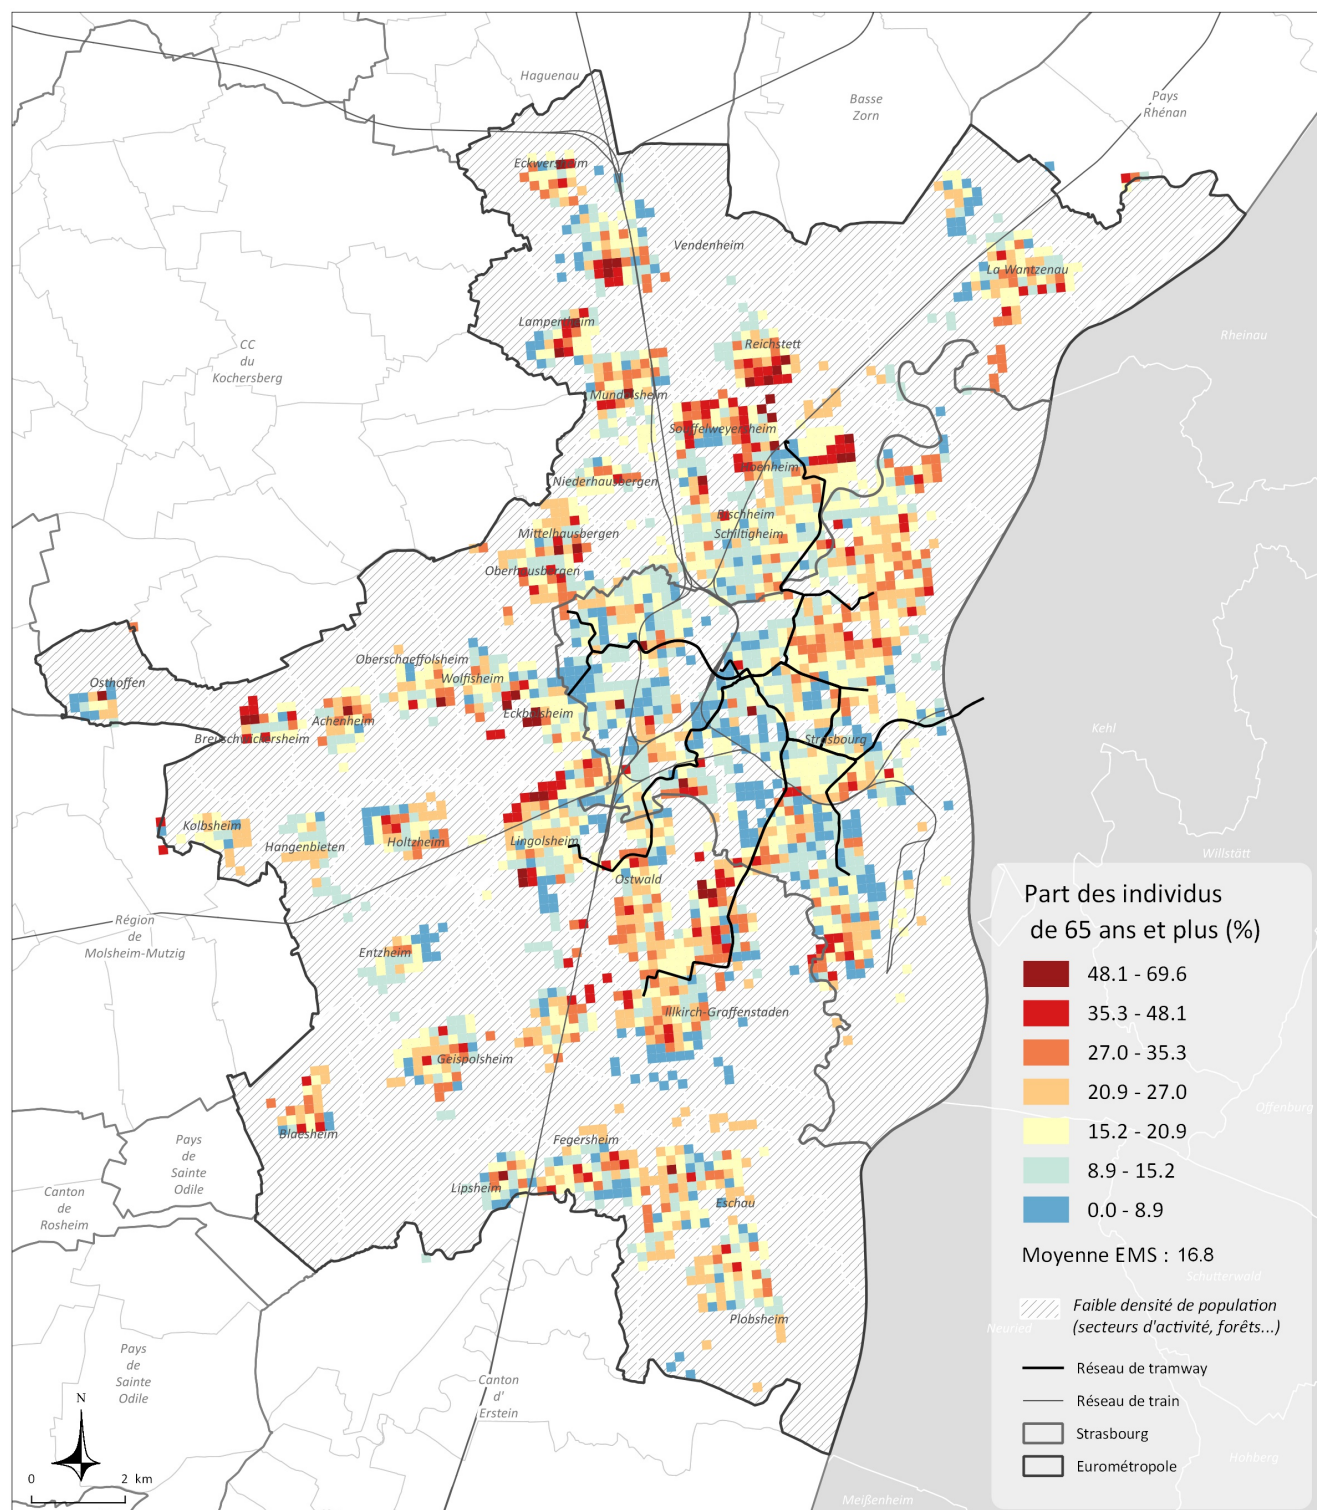 Haguenau
Basse
Zorn
Pays
Rhénan
Eckwersheim
Vendenheim
La Wantzenau
Lampertheim
Reichstett
Rheinau
CC
du
Kochersberg
Mundolsheim
Souffelweyersheim
Hoenheim
Niederhausbergen
Bischheim
Mittelhausbergen
Schiltigheim
Oberhausbergen
Oberschaeffolsheim
Wolfisheim
Osthoffen
Eckbolsheim
Achenheim
Breuschwickersheim
Strasbourg
Kehl
Kolbsheim
Hangenbieten
Holtzheim
Lingolsheim
Willstätt
Ostwald
Région
de
Molsheim-Mutzig
Entzheim
Illkirch-Graffenstaden
Geispolsheim
Blaesheim
Fegersheim
Offenburg
Pays
de
Sainte
Odile
Lipsheim
Canton
de
Rosheim
Eschau
Schutterwald
Plobsheim
Neuried
Pays
de
Sainte
Odile
Canton
d'
Erstein
Hohberg
Meißenheim
Part des individus
de 65 ans et plus (%)
48.1 - 69.6
35.3 - 48.1
27.0 - 35.3
20.9 - 27.0
15.2 - 20.9
8.9 - 15.2
0.0 - 8.9
Moyenne EMS : 16.8
Faible densité de population
(secteurs d'activité, forêts...)
Réseau de tramway
Réseau de train
Strasbourg
Eurométropole
N
0 2 km